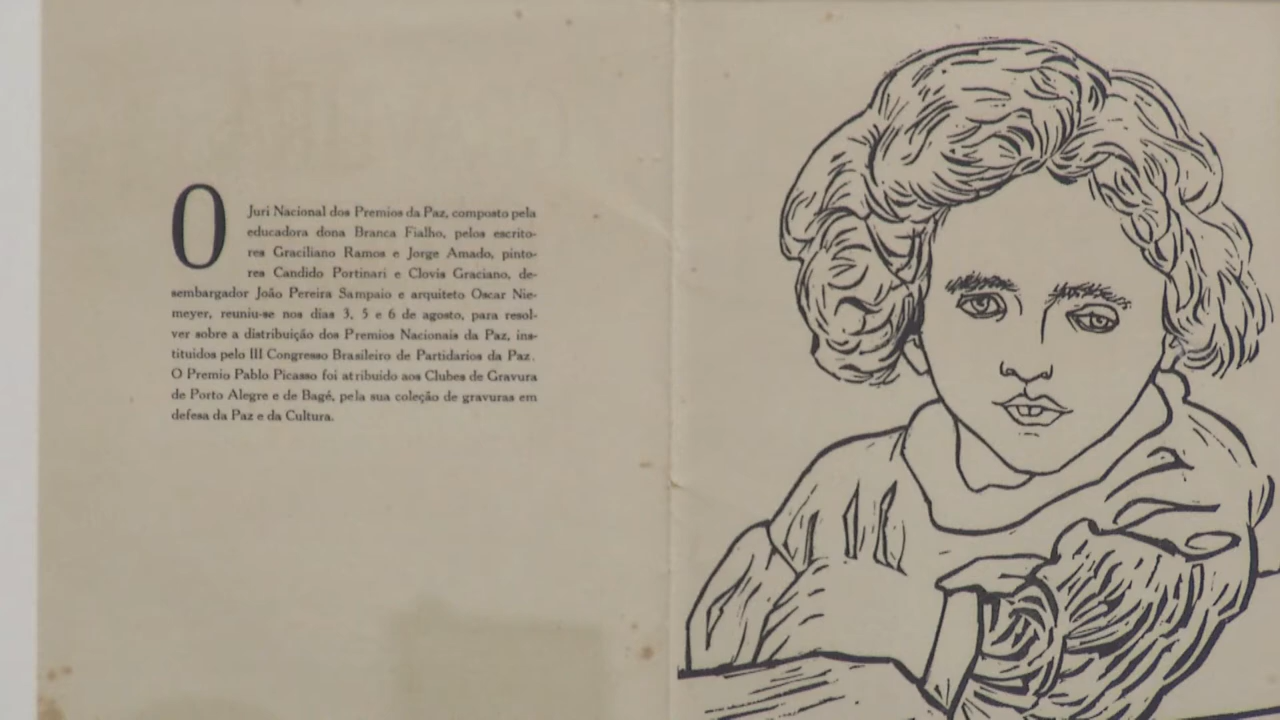 O Juri Nacional dos Premios da Paz, composto pela
educadora dona Branca Fialho, pelos escrito-
res Graciliano Ramos e Jorge Amado, pinto-
res Candido Portinari e Clovis Graciano, de-
sembargador João Pereira Sampaio e arquiteto Oscar Nie-
meyer, reuniu-se nos dias 3, 5 e 6 de agosto, para resol-
ver sobre a distribuição dos Premios Nacionais da Paz, ins-
tituidos pelo III Congresso Brasileiro de Partidarios da Paz.
O Premio Pablo Picasso foi atribuido aos Clubes de Gravura
de Porto Alegre e de Bagé, pela sua coleção de gravuras em
defesa da Paz e da Cultura.